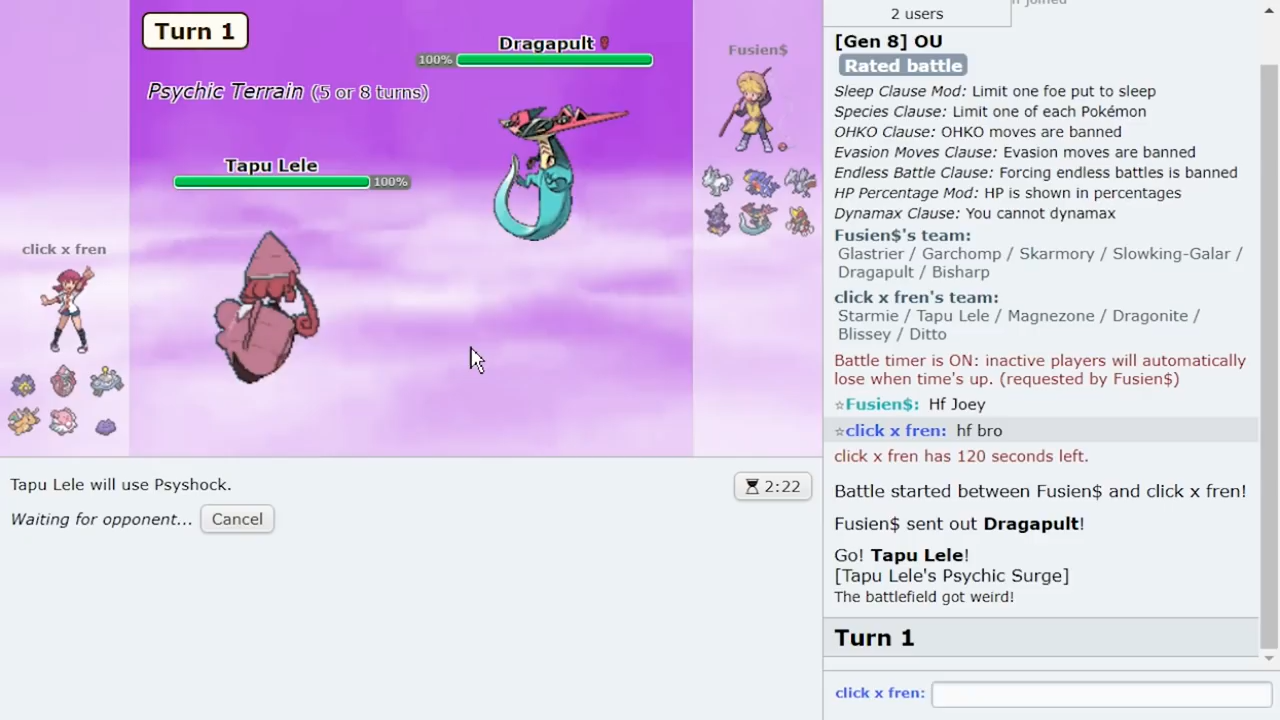 Turn 1
Psychic Terrain (5 or 8 turns)
Dragapult
100%
Tapu Lele
100%
Fusien$
click x fren
Tapu Lele will use Psyshock.
2:22
Waiting for opponent...
Cancel
2 users
[Gen 8] OU
Rated battle
Sleep Clause Mod: Limit one foe put to sleep
Species Clause: Limit one of each Pokémon
OHKO Clause: OHKO moves are banned
Evasion Moves Clause: Evasion moves are banned
Endless Battle Clause: Forcing endless battles is banned
HP Percentage Mod: HP is shown in percentages
Dynamax Clause: You cannot dynamax
Fusien$'s team:
Glastrier / Garchomp / Skarmory / Slowking-Galar /
Dragapult / Bisharp
click x fren's team:
Starmie / Tapu Lele / Magnezone / Dragonite /
Blissey / Ditto
Battle timer is ON: inactive players will automatically
lose when time's up. (requested by Fusien$)
☆Fusien$: Hf Joey
☆click x fren: hf bro
click x fren has 120 seconds left.
Battle started between Fusien$ and click x fren!
Fusien$ sent out Dragapult!
Go! Tapu Lele!
[Tapu Lele's Psychic Surge]
The battlefield got weird!
Turn 1
click x fren: